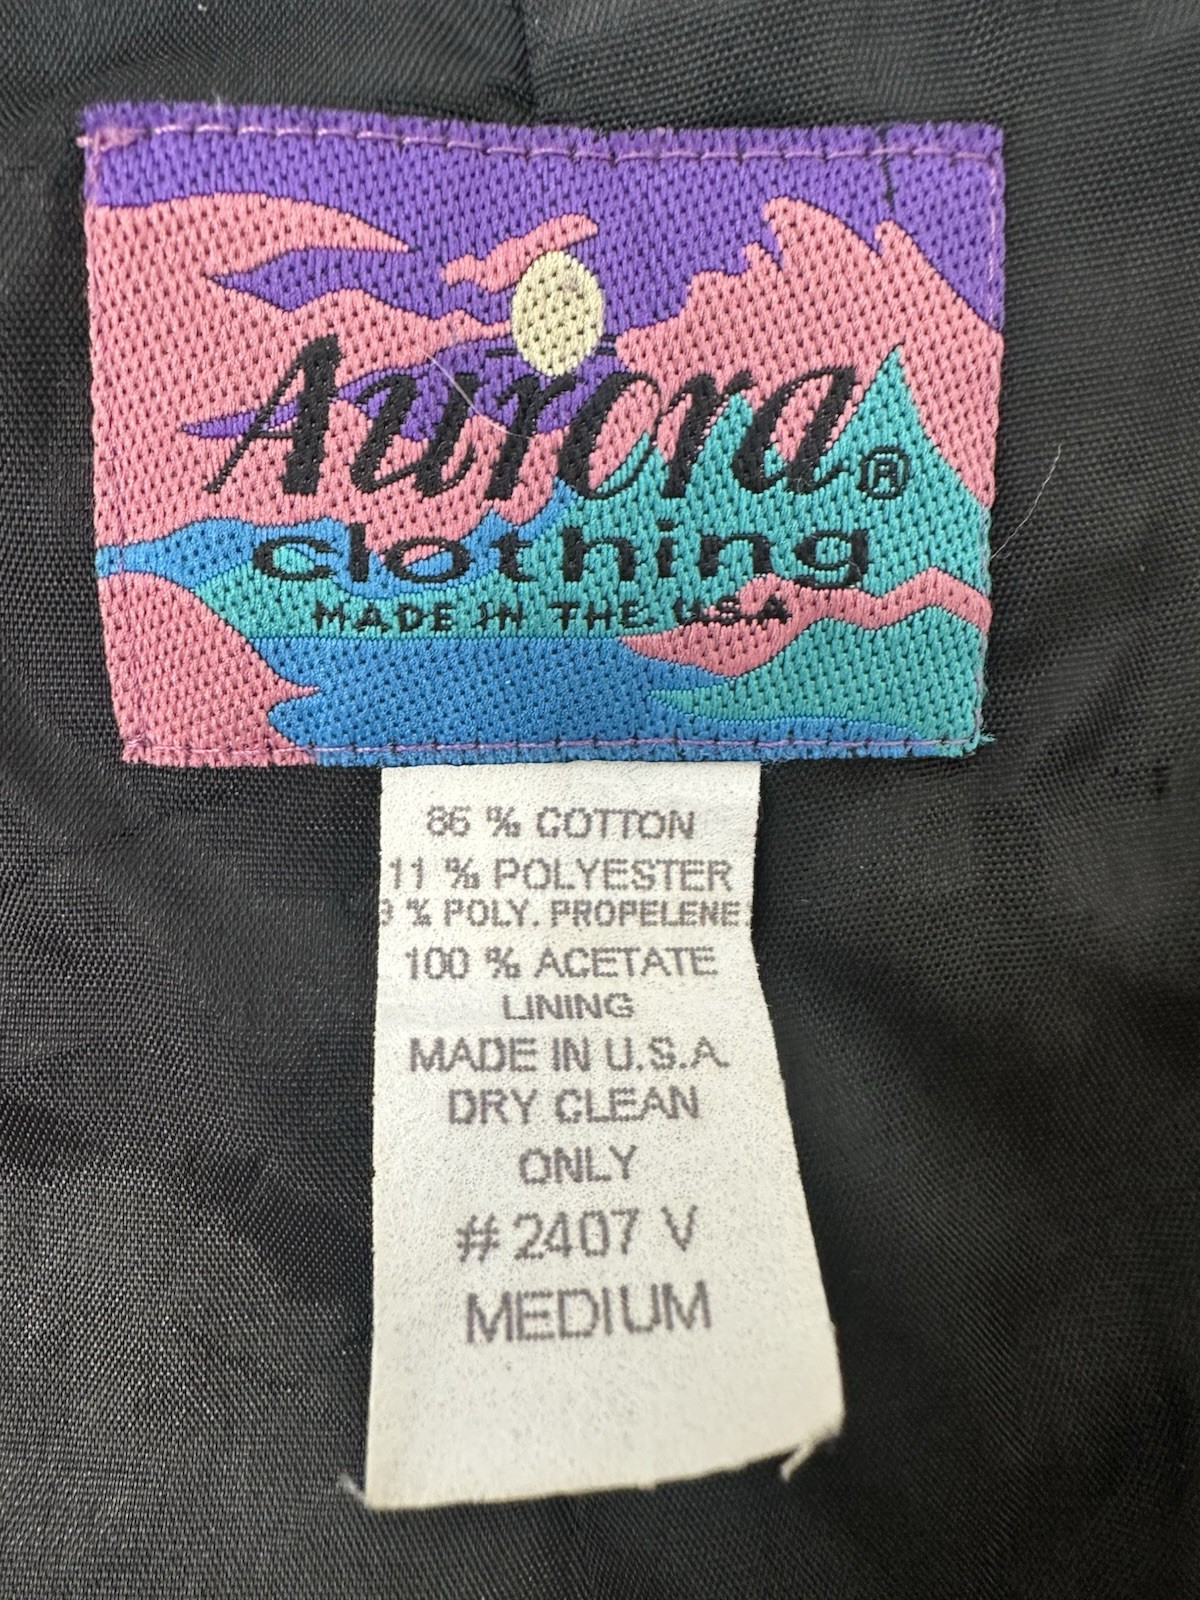 Aurora ®
clothing
MADE IN THE U.S.A
86 % COTTON
11 % POLYESTER
3 % POLY. PROPELENE
100 % ACETATE
LINING
MADE IN U.S.A.
DRY CLEAN
ONLY
# 2407 V
MEDIUM